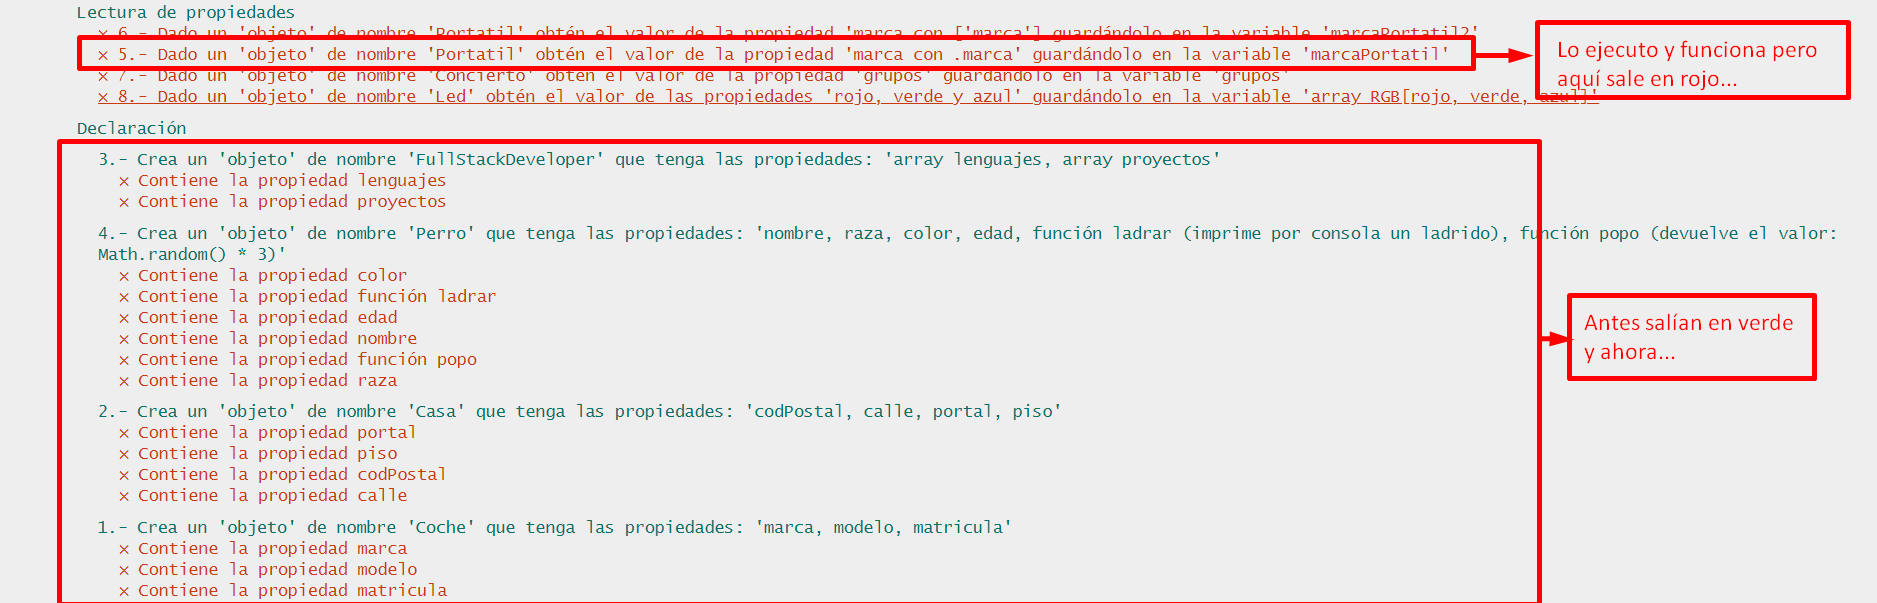 Lectura de propiedades
× 6.- Dado un 'objeto' de nombre 'Portatil' obtén el valor de la propiedad 'marca con ['marca'] guardándolo en la variable 'marcaPortatil2'
× 5.- Dado un 'objeto' de nombre 'Portatil' obtén el valor de la propiedad 'marca con .marca' guardándolo en la variable 'marcaPortatil'
Lo ejecuto y funciona pero
aquí sale en rojo...
× 7.- Dado un 'objeto' de nombre 'Concierto' obtén el valor de la propiedad 'grupos' guardándolo en la variable 'grupos'
× 8.- Dado un 'objeto' de nombre 'Led' obtén el valor de las propiedades 'rojo, verde y azul' guardándolo en la variable 'array RGB[rojo, verde, azul]'
Declaración
3.- Crea un 'objeto' de nombre 'FullStackDeveloper' que tenga las propiedades: 'array lenguajes, array proyectos'
× Contiene la propiedad lenguajes
× Contiene la propiedad proyectos
4.- Crea un 'objeto' de nombre 'Perro' que tenga las propiedades: 'nombre, raza, color, edad, función ladrar (imprime por consola un ladrido), función popo (devuelve el valor:
Math.random() * 3)'
× Contiene la propiedad color
× Contiene la propiedad función ladrar
× Contiene la propiedad edad
× Contiene la propiedad nombre
× Contiene la propiedad función popo
× Contiene la propiedad raza
Antes salían en verde
y ahora...
2.- Crea un 'objeto' de nombre 'Casa' que tenga las propiedades: 'codPostal, calle, portal, piso'
× Contiene la propiedad portal
× Contiene la propiedad piso
× Contiene la propiedad codPostal
× Contiene la propiedad calle
1.- Crea un 'objeto' de nombre 'Coche' que tenga las propiedades: 'marca, modelo, matricula'
× Contiene la propiedad marca
× Contiene la propiedad modelo
× Contiene la propiedad matricula